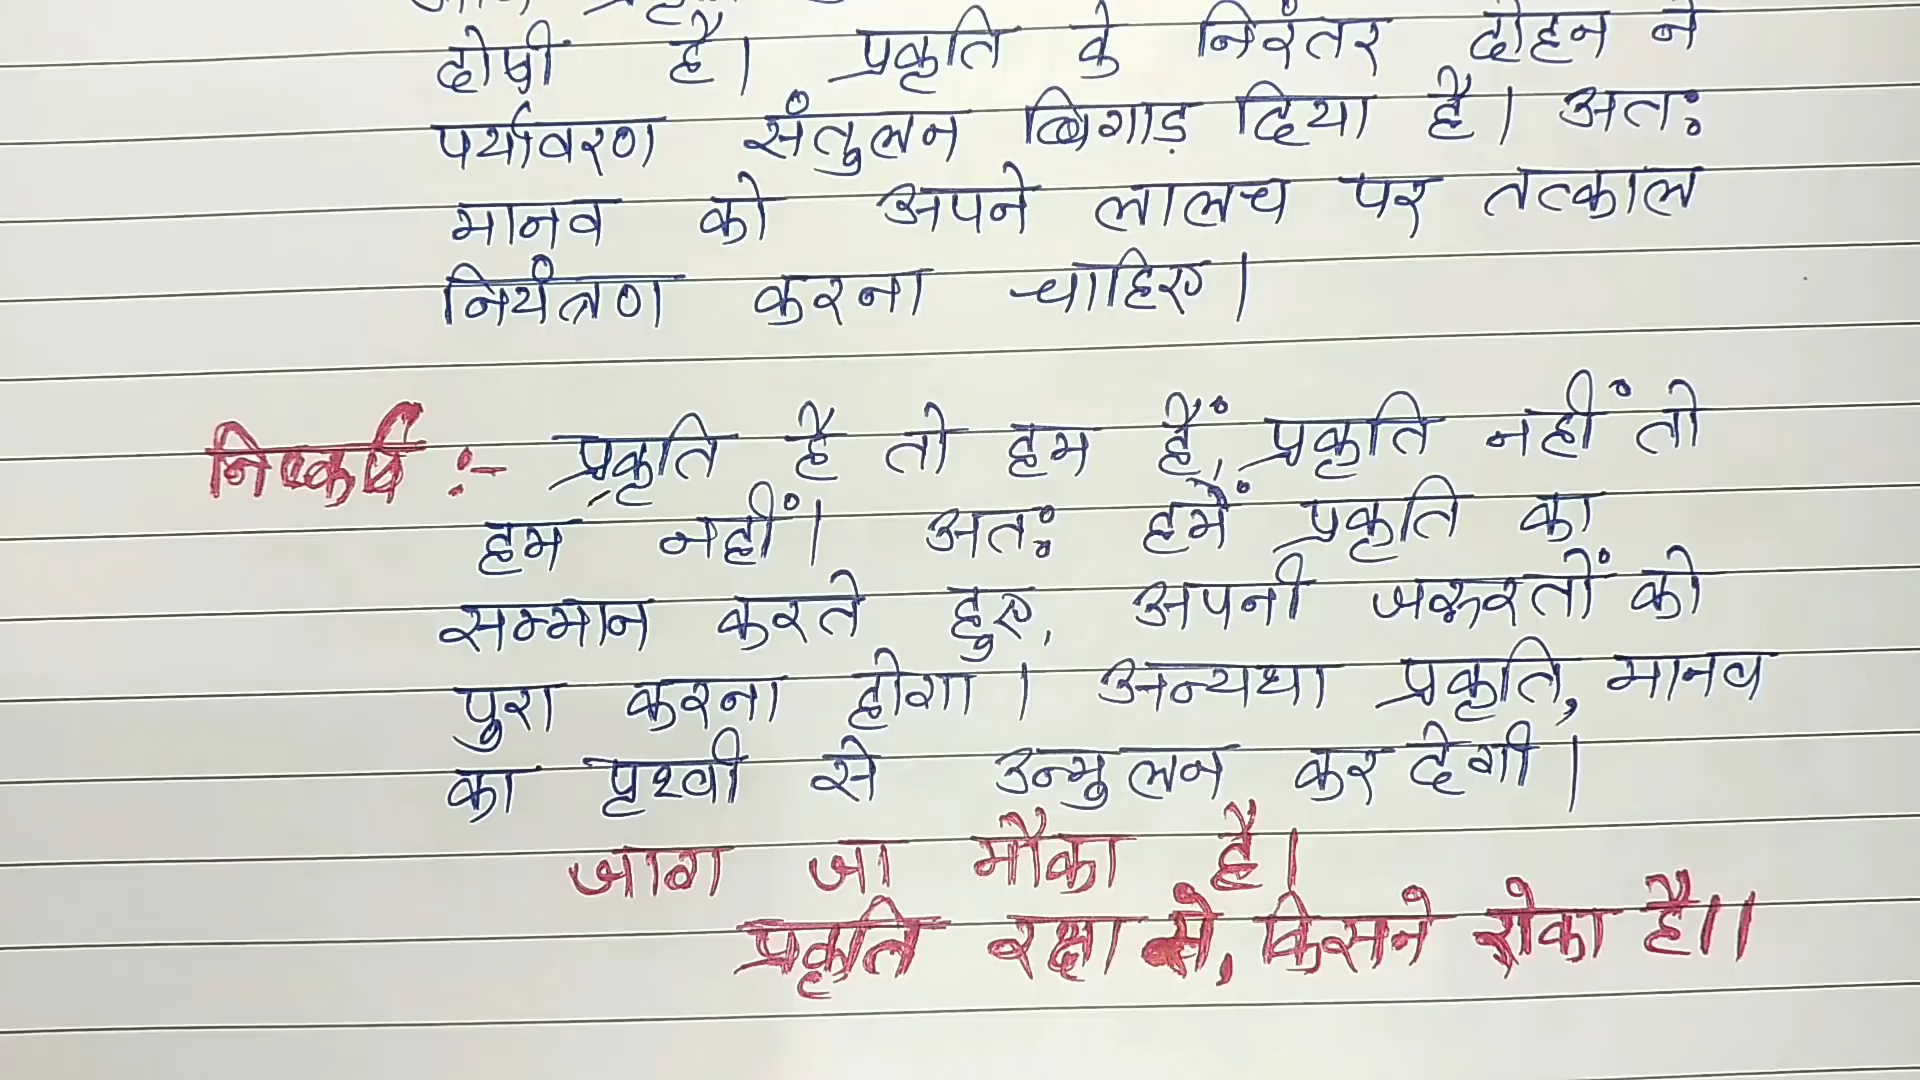 दोषी है। प्रकृति के निरंतर दोहन ने
पर्यावरण संतुलन बिगाड़ दिया है। अतः
मानव को अपने लालच पर तत्काल
नियंत्रण करना चाहिए।
निष्कर्ष :- प्रकृति है तो हम हैं, प्रकृति नहीं तो
हम नहीं। अतः हमें प्रकृति का
सम्मान करते हुए, अपनी जरूरतों को
पुरा करना होगा। अन्यथा प्रकृति, मानव
का पृथ्वी से उन्मुलन कर देगी।
जाग जा मौका है।
प्रकृति रक्षा से, किसने रोका है।।